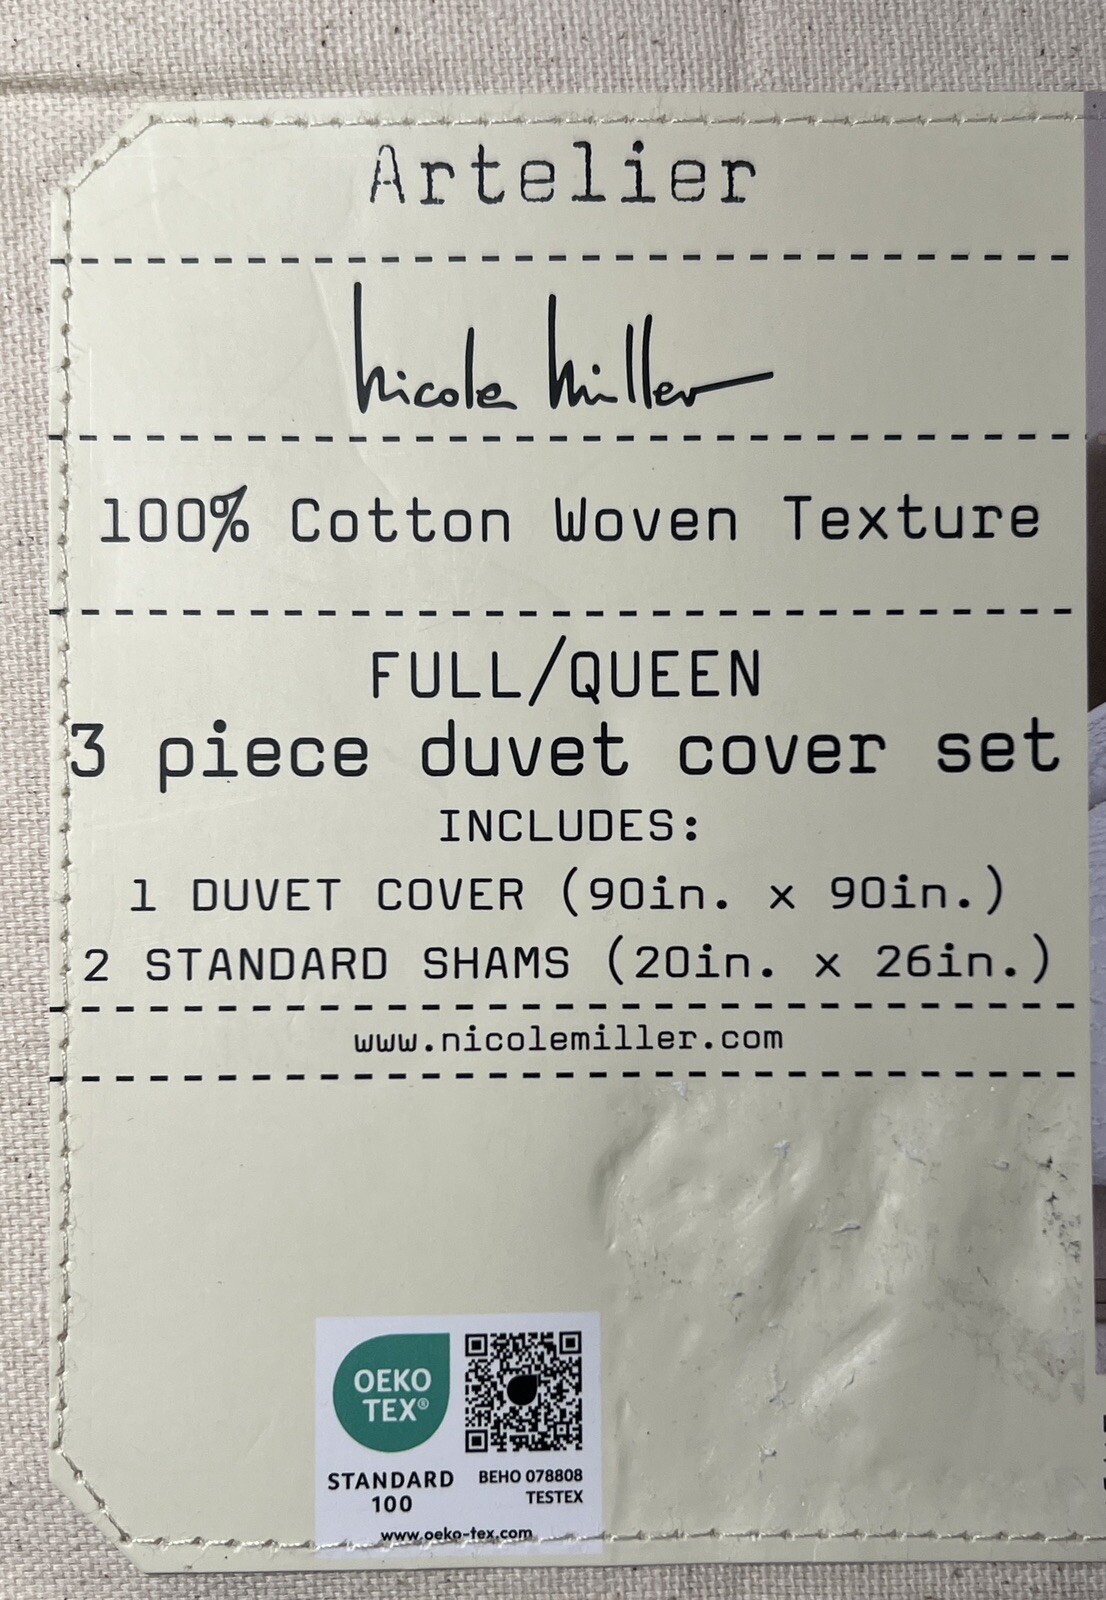 Artelier
Nicole Miller
100% Cotton Woven Texture
FULL/QUEEN
3 piece duvet cover set
INCLUDES:
1 DUVET COVER (90in. x 90in.)
2 STANDARD SHAMS (20in. x 26in.)
www.nicolemiller.com
OEKO
TEX®
STANDARD
100
BEHO 078808
TESTEX
www.oeko-tex.com